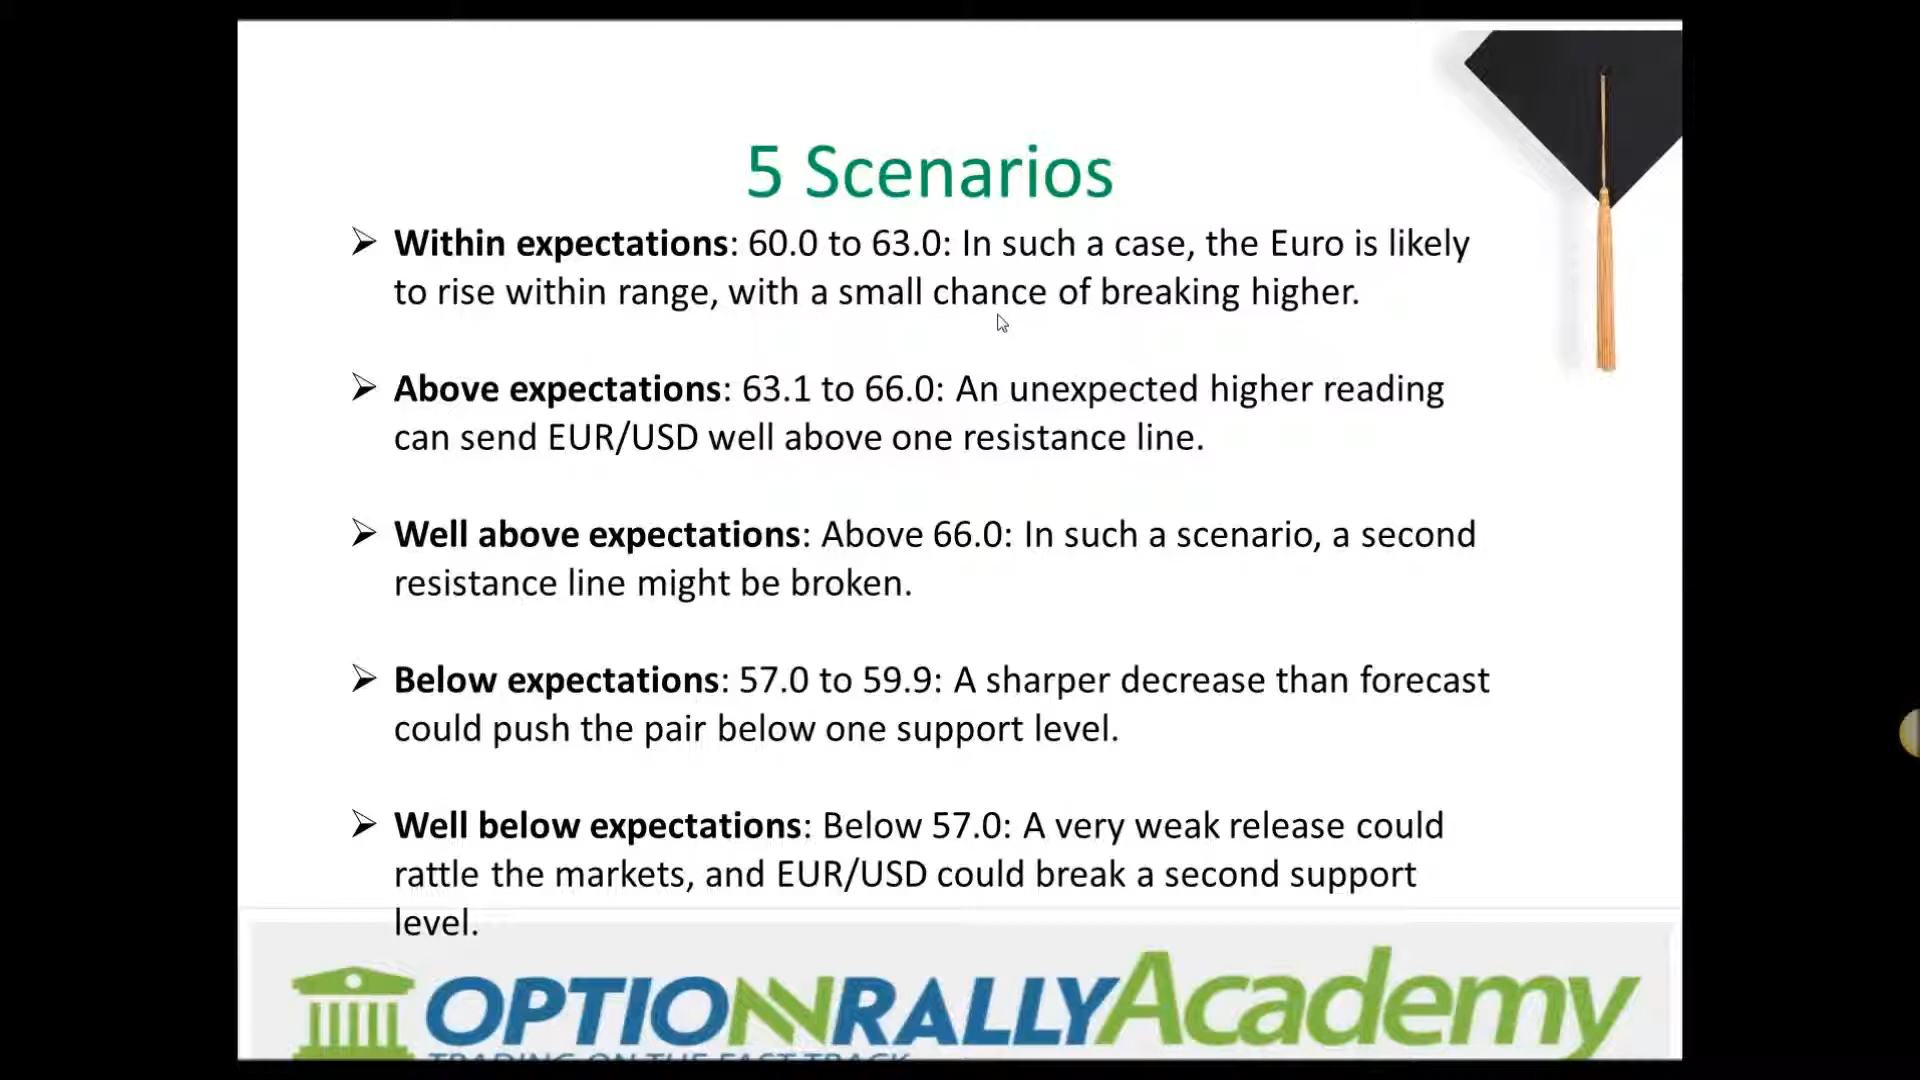 5 Scenarios
➢ Within expectations: 60.0 to 63.0: In such a case, the Euro is likely
to rise within range, with a small chance of breaking higher.
➢ Above expectations: 63.1 to 66.0: An unexpected higher reading
can send EUR/USD well above one resistance line.
➢ Well above expectations: Above 66.0: In such a scenario, a second
resistance line might be broken.
➢ Below expectations: 57.0 to 59.9: A sharper decrease than forecast
could push the pair below one support level.
➢ Well below expectations: Below 57.0: A very weak release could
rattle the markets, and EUR/USD could break a second support
level.
OPTIONRALLYAcademy
TRADING ON THE FAST TRACK